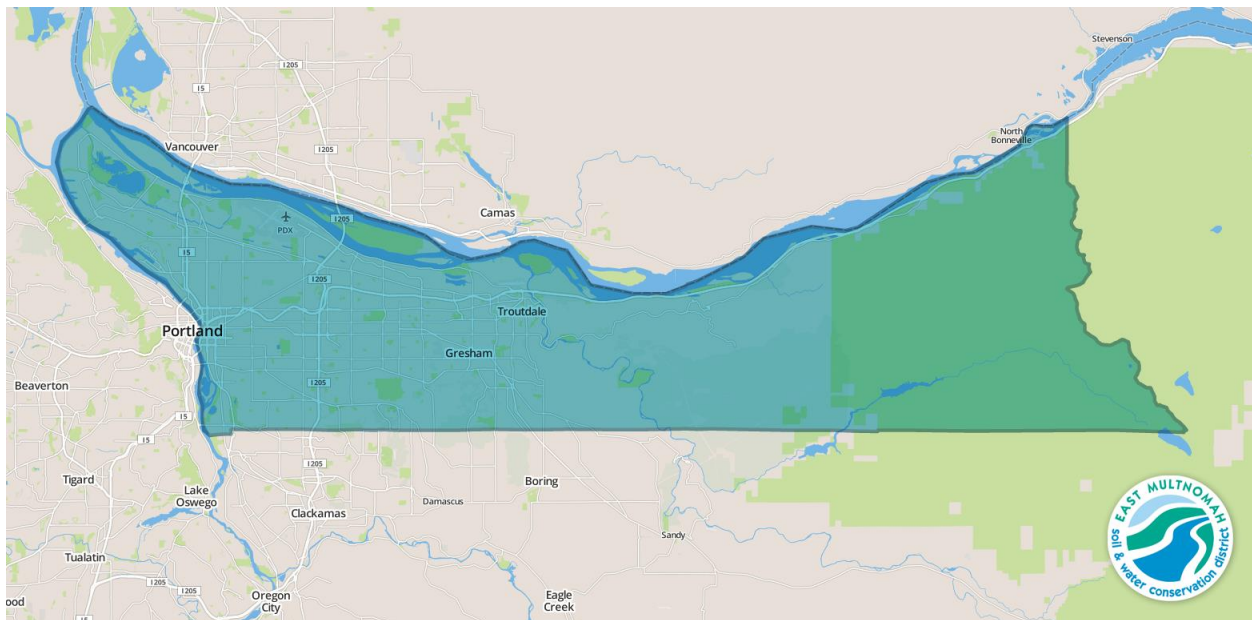 Stevenson
I205
I5
North
Bonneville
Vancouver
I205
Camas
I205
PDX
I5
I205
Troutdale
Portland
Gresham
I205
Beaverton
I5
I5
I205
Tigard
Boring
Lake
Oswego
Damascus
Clackamas
Sandy
Tualatin
I5
I205
ood
Oregon
City
Eagle
Creek
EAST MULTNOMAH
soil & water conservation district